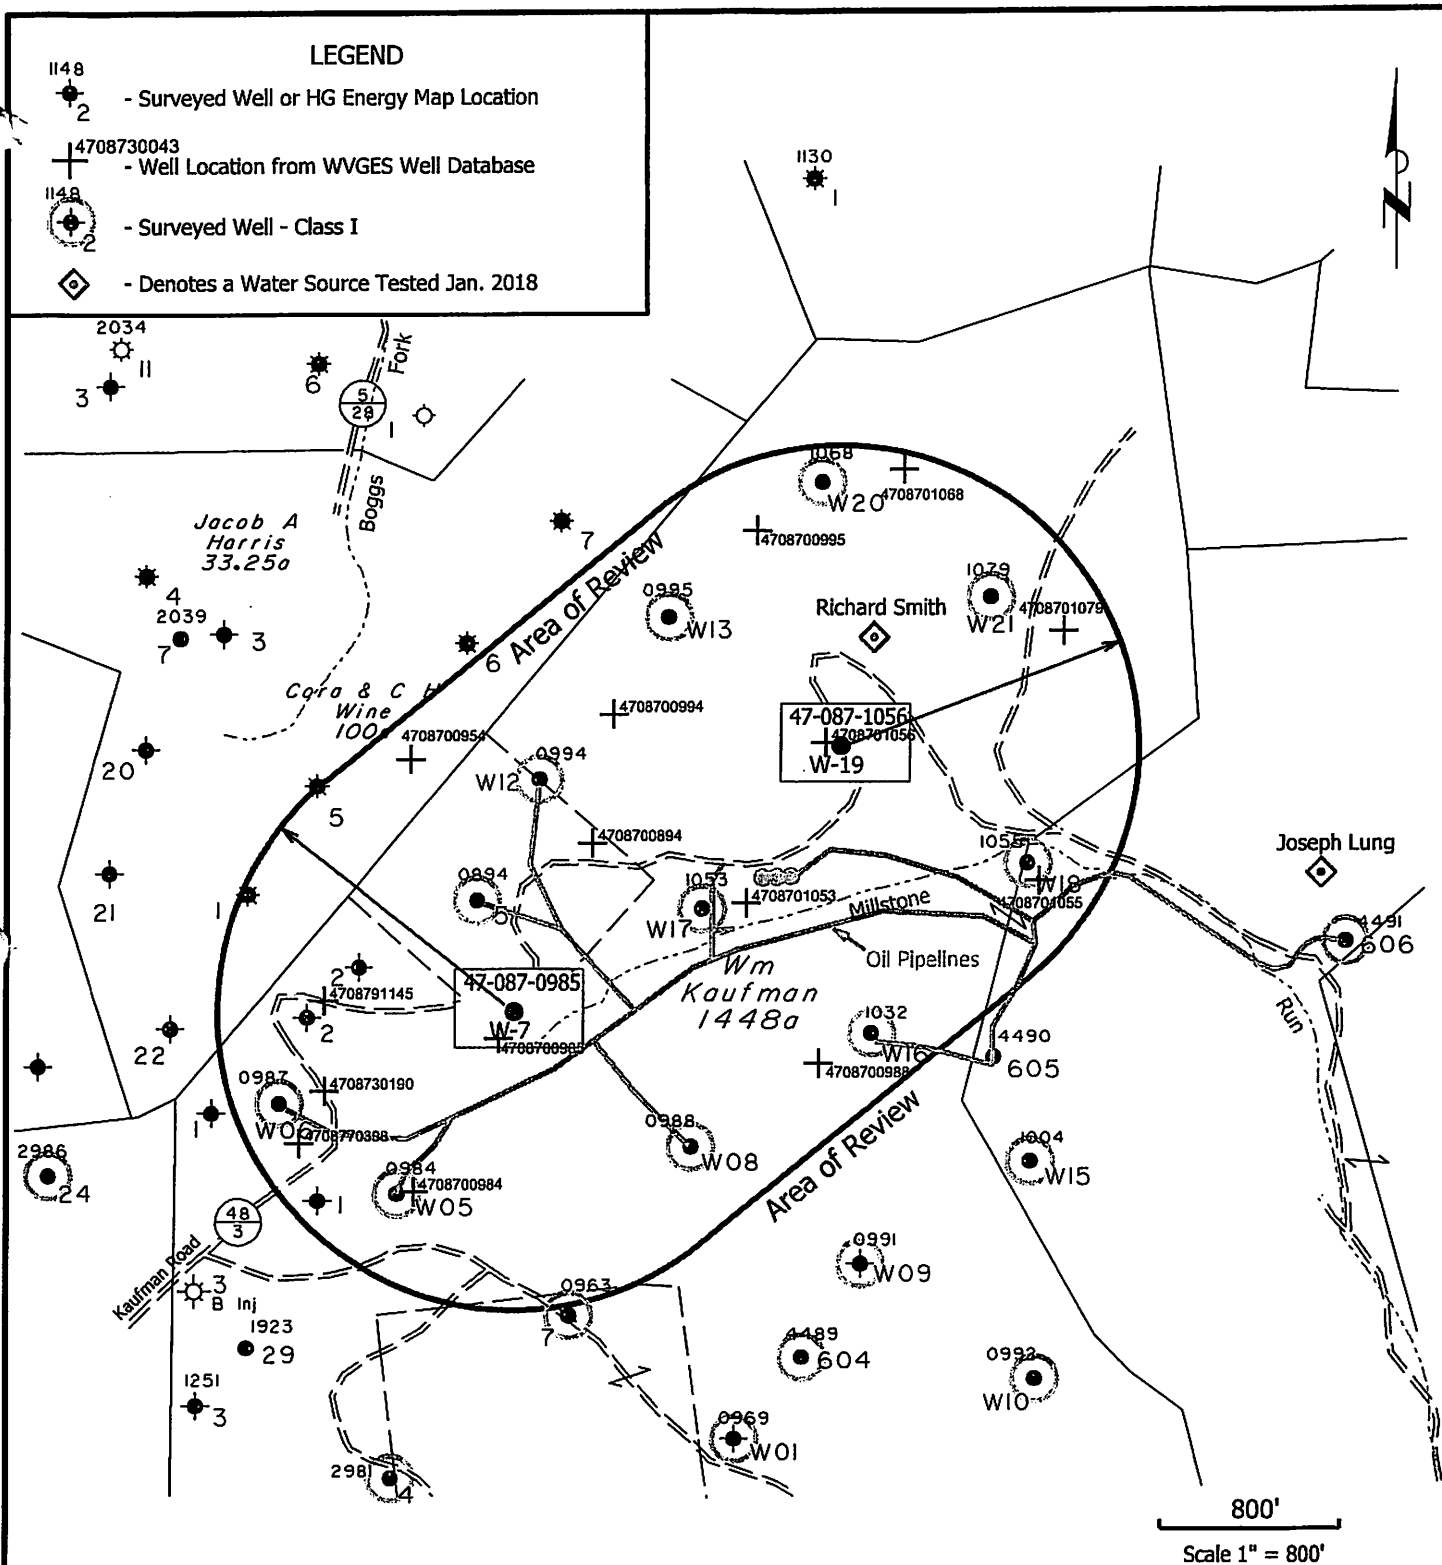 LEGEND
1148
2
- Surveyed Well or HG Energy Map Location
4708730043
- Well Location from WVGES Well Database
1148
2
- Surveyed Well - Class I
- Denotes a Water Source Tested Jan. 2018
1130
1
N
2034
11
3
6
5
28
Fork
1
Boggs
Jacob A
Harris
33.25a
7
4
2039
7
3
6
Area of Review
1068
W20
4708701068
4708700995
0995
W13
1079
W21
4708701079
Richard Smith
Cora & C H
Wine
100
4708700954
4708700994
47-087-1056
4708701056
W-19
20
5
0994
W12
4708700894
1055
W18
4708701055
Joseph Lung
21
1
0894
6
1053
W17
4708701053
Millstone
Oil Pipelines
4491
606
2
4708791145
2
47-087-0985
W-7
4708700985
Wm
Kaufman
1448a
Run
22
1032
W16
4708700988
4490
605
0987
W06
4708730190
4708770398
1
0988
W08
Area of Review
1004
W15
2986
24
0984
W05
4708700984
1
48
3
Kaufman Road
3
B Inj
0991
W09
0963
7
1923
29
4489
604
0992
W10
1251
3
0969
W01
2981
4
800'
Scale 1" = 800'